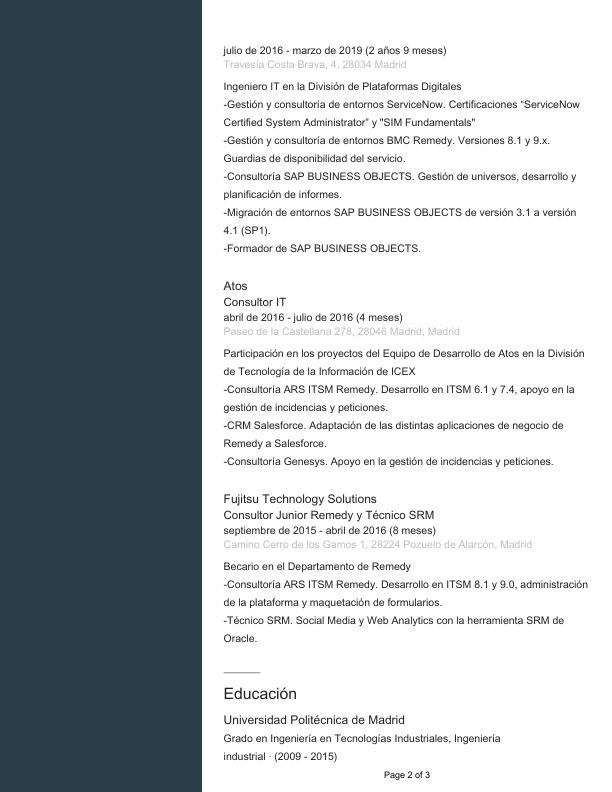 julio de 2016 - marzo de 2019 (2 años 9 meses)
Travesía Costa Brava, 4, 28034 Madrid
Ingeniero IT en la División de Plataformas Digitales
-Gestión y consultoría de entornos ServiceNow. Certificaciones “ServiceNow
Certified System Administrator” y "SIM Fundamentals"
-Gestión y consultoría de entornos BMC Remedy. Versiones 8.1 y 9.x.
Guardias de disponibilidad del servicio.
-Consultoría SAP BUSINESS OBJECTS. Gestión de universos, desarrollo y
planificación de informes.
-Migración de entornos SAP BUSINESS OBJECTS de versión 3.1 a versión
4.1 (SP1).
-Formador de SAP BUSINESS OBJECTS.
Atos
Consultor IT
abril de 2016 - julio de 2016 (4 meses)
Paseo de la Castellana 278, 28046 Madrid, Madrid
Participación en los proyectos del Equipo de Desarrollo de Atos en la División
de Tecnología de la Información de ICEX
-Consultoría ARS ITSM Remedy. Desarrollo en ITSM 6.1 y 7.4, apoyo en la
gestión de incidencias y peticiones.
-CRM Salesforce. Adaptación de las distintas aplicaciones de negocio de
Remedy a Salesforce.
-Consultoría Genesys. Apoyo en la gestión de incidencias y peticiones.
Fujitsu Technology Solutions
Consultor Junior Remedy y Técnico SRM
septiembre de 2015 - abril de 2016 (8 meses)
Camino Cerro de los Gamos 1, 28224 Pozuelo de Alarcón, Madrid
Becario en el Departamento de Remedy
-Consultoría ARS ITSM Remedy. Desarrollo en ITSM 8.1 y 9.0, administración
de la plataforma y maquetación de formularios.
-Técnico SRM. Social Media y Web Analytics con la herramienta SRM de
Oracle.
Educación
Universidad Politécnica de Madrid
Grado en Ingeniería en Tecnologías Industriales, Ingeniería
industrial · (2009 - 2015)
Page 2 of 3